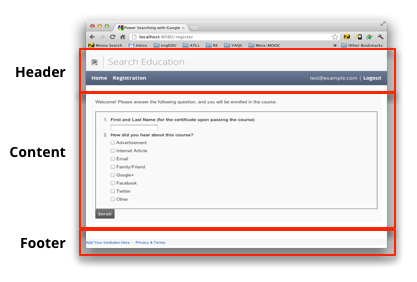 Power Searching with Google
localhost:8080/register
Moma Search Inbox engEDU ATLs BE YAQS Meta-MOOC Other Bookmarks
Header
Search Education
Home Registration test@example.com | Logout
Welcome! Please answer the following question, and you will be enrolled in the course.
1. First and Last Name (for the certificate upon passing the course)
2. How did you hear about this course?
Advertisement
Content
Internet Article
Email
Family/Friend
Google+
Facebook
Twitter
Other
Enroll
Footer
Add Your Institution Here - Privacy & Terms